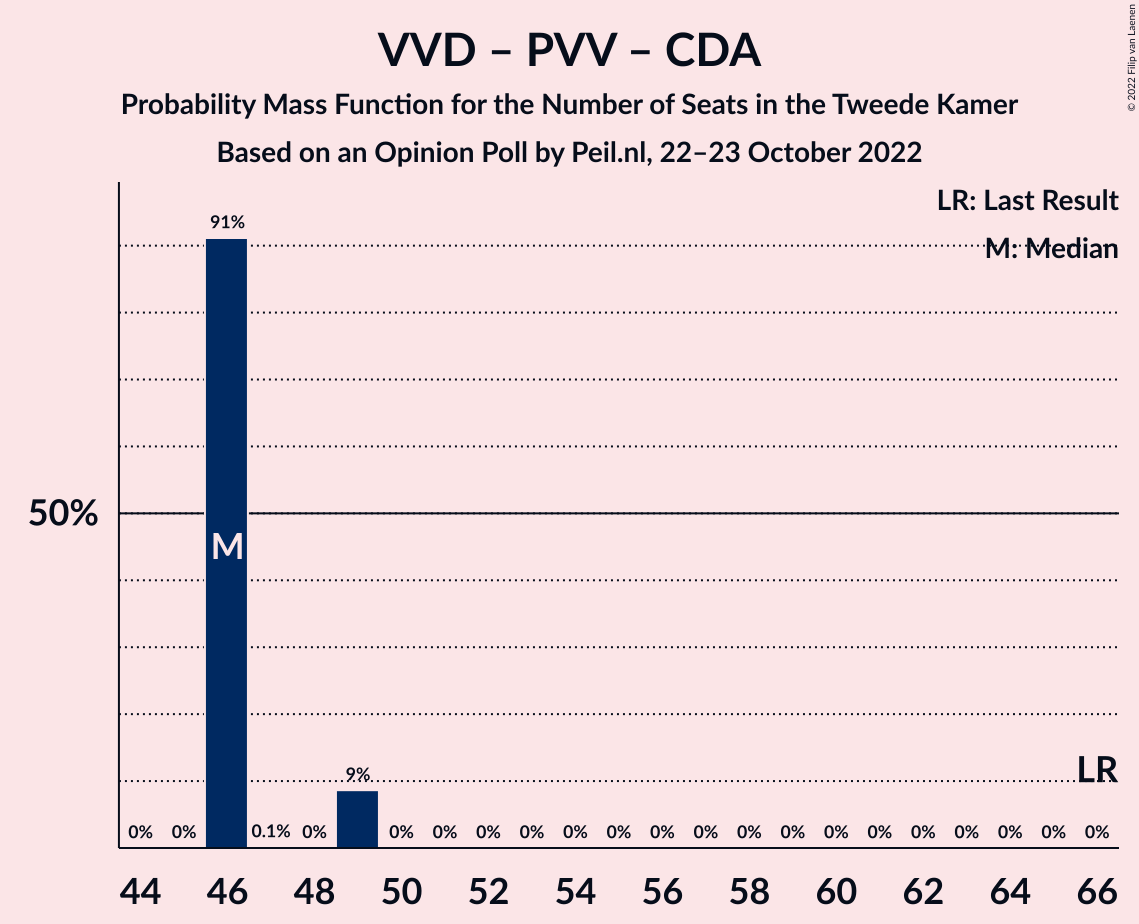 VVD – PVV – CDA
Probability Mass Function for the Number of Seats in the Tweede Kamer
Based on an Opinion Poll by Peil.nl, 22–23 October 2022
© 2022 Filip van Laenen
LR: Last Result
M: Median
91%
50%
M
9%
LR
0% 0% 0.1% 0% 0% 0% 0% 0% 0% 0% 0% 0% 0% 0% 0% 0% 0% 0% 0% 0% 0%
44 46 48 50 52 54 56 58 60 62 64 66